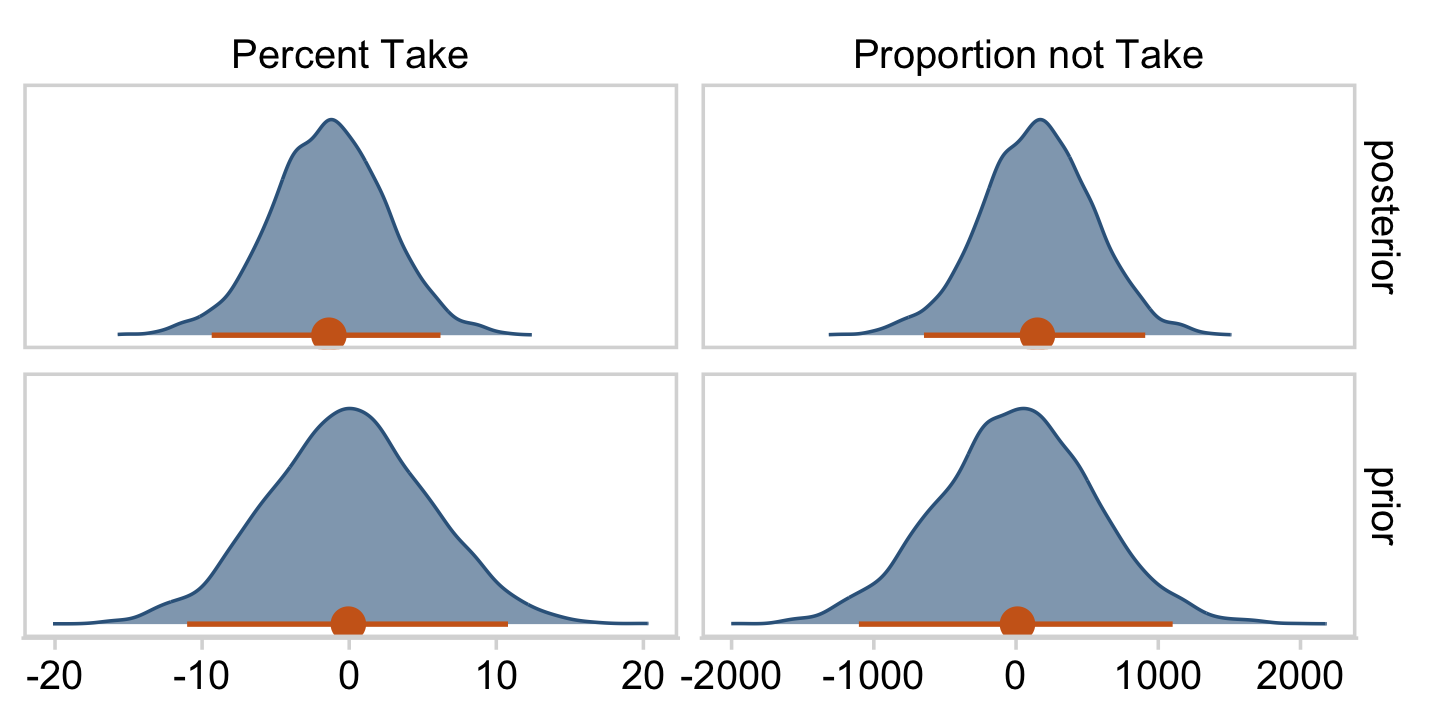 Percent Take
Proportion not Take
posterior
prior
-20 -10 0 10 20
-2000 -1000 0 1000 2000